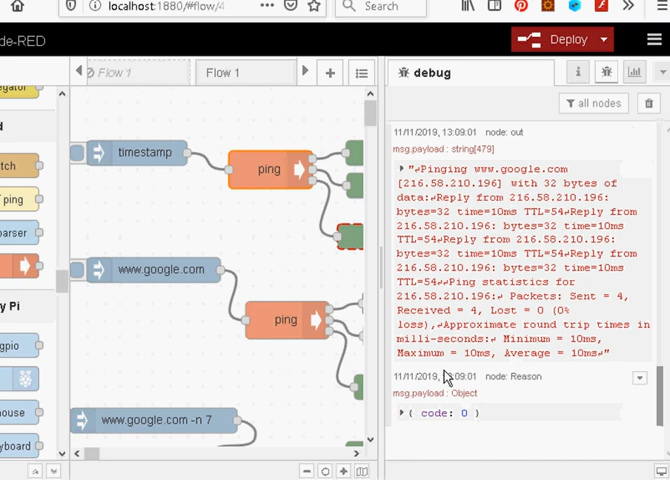 localhost:1880/#flow/4
Search
de-RED
Deploy
Flow 1
Flow 1
debug
all nodes
timestamp
ping
www.google.com
ping
www.google.com -n 7
ping
parser
y Pi
gpio
11/11/2019, 13:09:01 node: out
msg.payload : string[479]
"↵Pinging www.google.com
[216.58.210.196] with 32 bytes of
data:↵Reply from 216.58.210.196:
bytes=32 time=10ms TTL=54↵Reply from
216.58.210.196: bytes=32 time=10ms
TTL=54↵Reply from 216.58.210.196:
bytes=32 time=10ms TTL=54↵Reply from
216.58.210.196: bytes=32 time=10ms
TTL=54↵↵Ping statistics for
216.58.210.196:↵ Packets: Sent = 4,
Received = 4, Lost = 0 (0%
loss),↵Approximate round trip times in
milli-seconds:↵ Minimum = 10ms,
Maximum = 10ms, Average = 10ms↵"
11/11/2019, 13:09:01 node: Reason
msg.payload : Object
{ code: 0 }